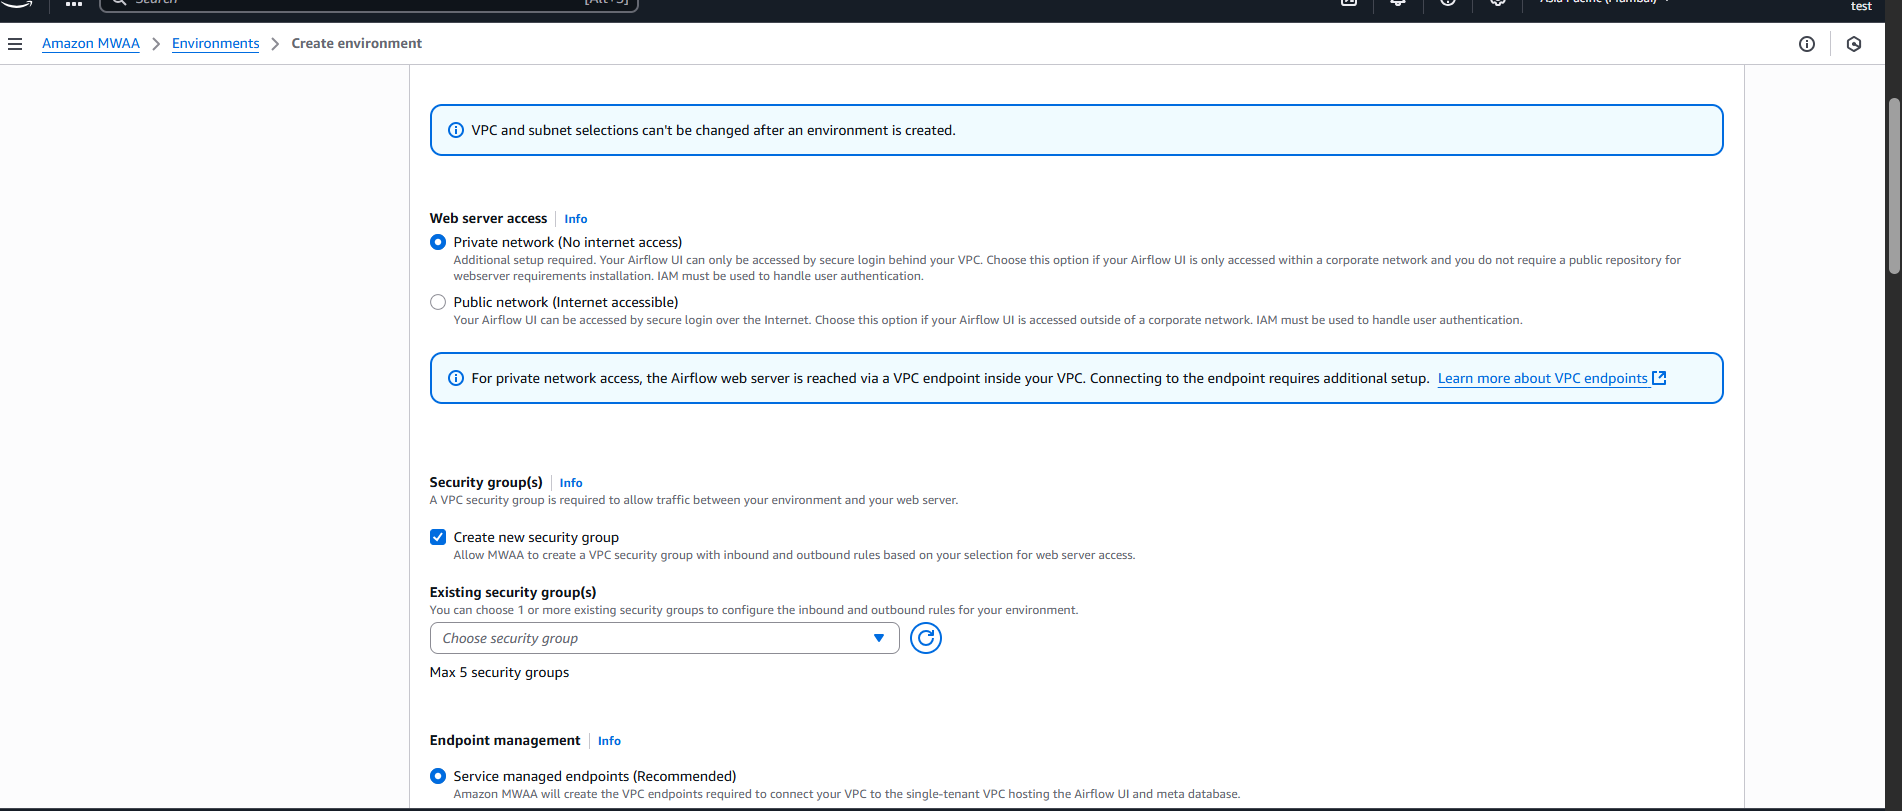 Search [Alt+S] Asia Pacific (Mumbai) test
Amazon MWAA Environments Create environment
VPC and subnet selections can't be changed after an environment is created.
Web server access Info
Private network (No internet access)
Additional setup required. Your Airflow UI can only be accessed by secure login behind your VPC. Choose this option if your Airflow UI is only accessed within a corporate network and you do not require a public repository for
webserver requirements installation. IAM must be used to handle user authentication.
Public network (Internet accessible)
Your Airflow UI can be accessed by secure login over the Internet. Choose this option if your Airflow UI is accessed outside of a corporate network. IAM must be used to handle user authentication.
For private network access, the Airflow web server is reached via a VPC endpoint inside your VPC. Connecting to the endpoint requires additional setup. Learn more about VPC endpoints
Security group(s) Info
A VPC security group is required to allow traffic between your environment and your web server.
Create new security group
Allow MWAA to create a VPC security group with inbound and outbound rules based on your selection for web server access.
Existing security group(s)
You can choose 1 or more existing security groups to configure the inbound and outbound rules for your environment.
Choose security group
Max 5 security groups
Endpoint management Info
Service managed endpoints (Recommended)
Amazon MWAA will create the VPC endpoints required to connect your VPC to the single-tenant VPC hosting the Airflow UI and meta database.